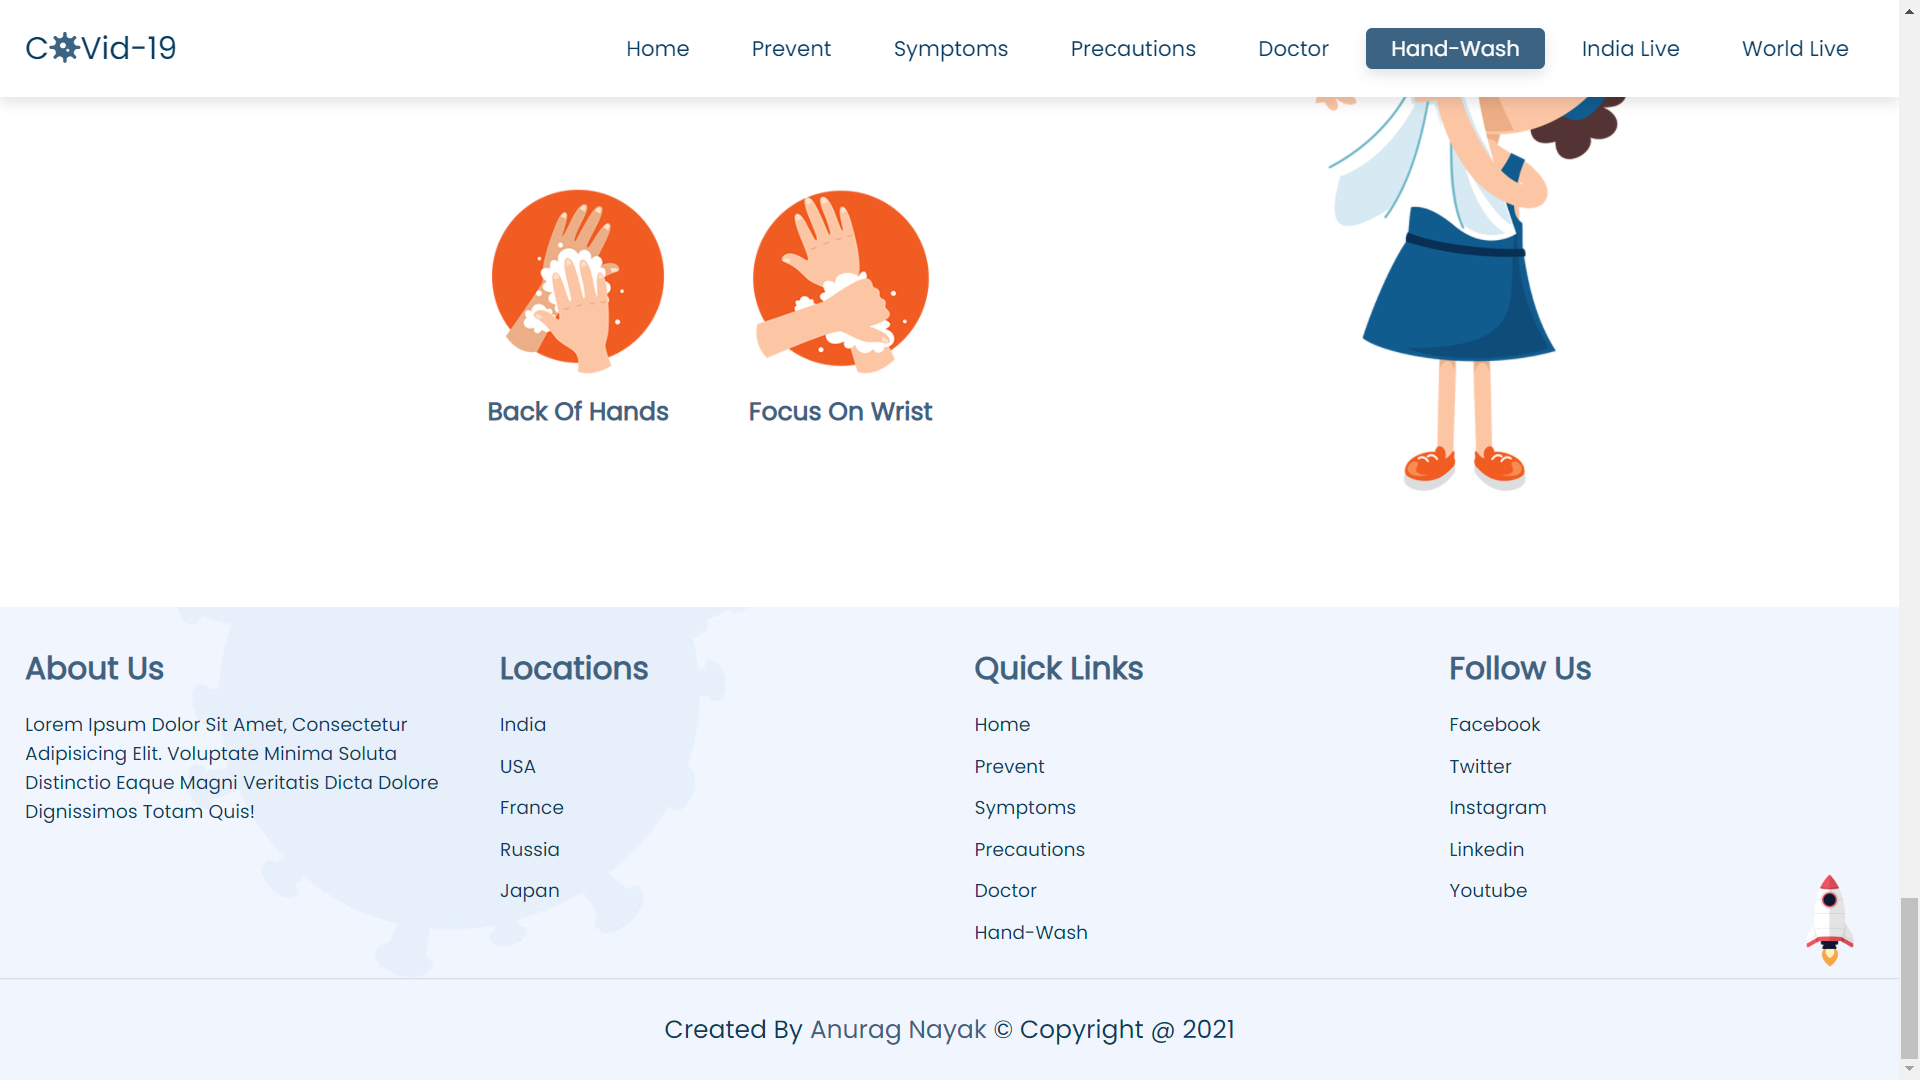 COVid-19
Home Prevent Symptoms Precautions Doctor Hand-Wash India Live World Live
Back Of Hands
Focus On Wrist
About Us
Lorem Ipsum Dolor Sit Amet, Consectetur
Adipisicing Elit. Voluptate Minima Soluta
Distinctio Eaque Magni Veritatis Dicta Dolore
Dignissimos Totam Quis!
Locations
India
USA
France
Russia
Japan
Quick Links
Home
Prevent
Symptoms
Precautions
Doctor
Hand-Wash
Follow Us
Facebook
Twitter
Instagram
Linkedin
Youtube
Created By Anurag Nayak © Copyright @ 2021